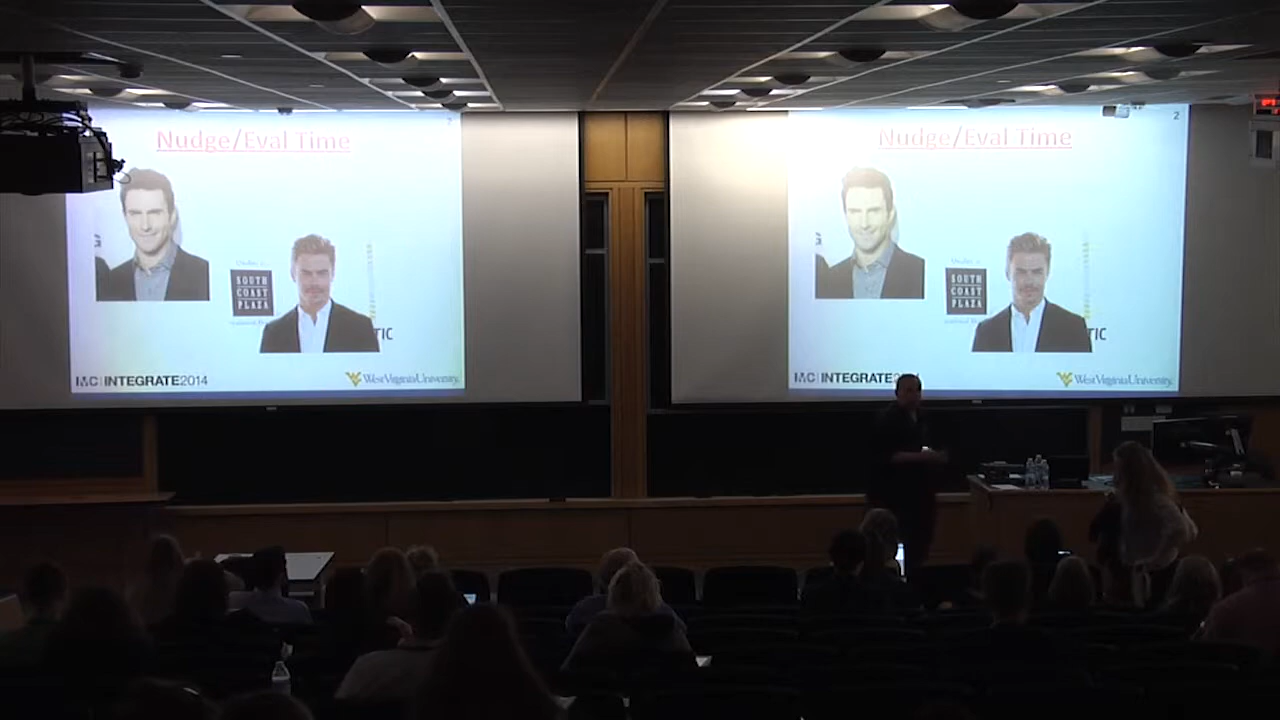 Nudge/Eval Time
SOUTH
COAST
PLAZA
TIC
IMC INTEGRATE2014
West Virginia University.
2
Nudge/Eval Time
SOUTH
COAST
PLAZA
TIC
IMC INTEGRATE
West Virginia University.